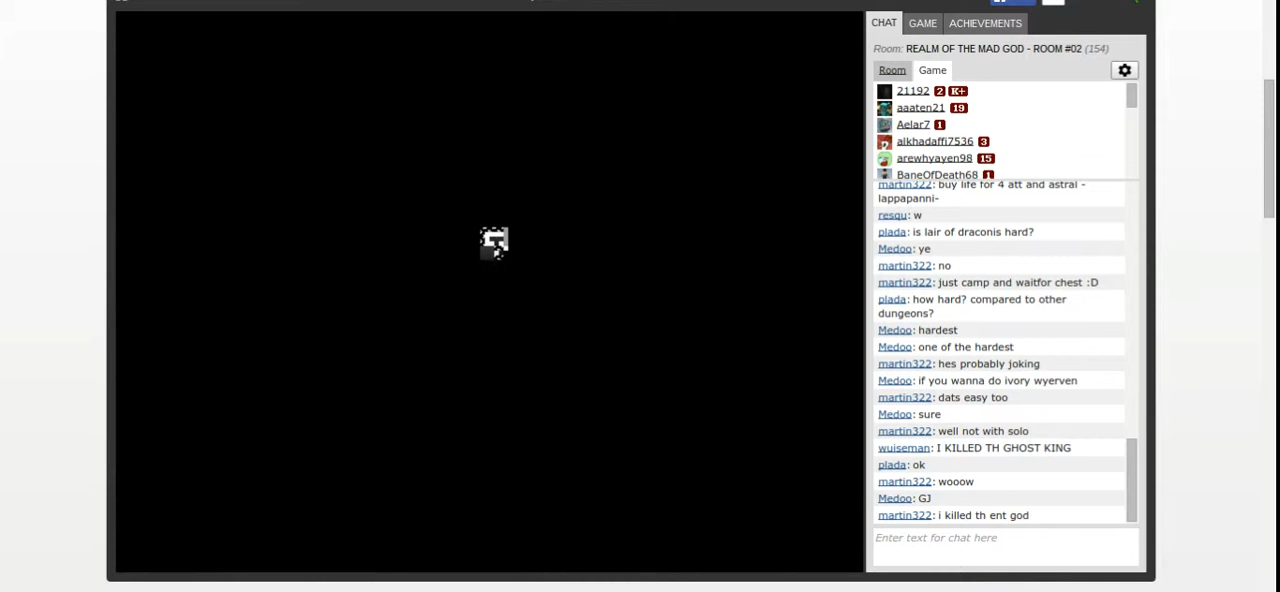 CHAT GAME ACHIEVEMENTS
Room: REALM OF THE MAD GOD - ROOM #02 (154)
Room Game
21192 2 K+
aaaten21 19
Aelar7 1
alkhadaffi7536 3
arewhyayen98 15
BaneOfDeath68 1
martin322: buy life for 4 att and astral -
lappapanni-
resqu: w
plada: is lair of draconis hard?
Medoo: ye
martin322: no
martin322: just camp and waitfor chest :D
plada: how hard? compared to other
dungeons?
Medoo: hardest
Medoo: one of the hardest
martin322: hes probably joking
Medoo: if you wanna do ivory wyerven
martin322: dats easy too
Medoo: sure
martin322: well not with solo
wuiseman: I KILLED TH GHOST KING
plada: ok
martin322: wooow
Medoo: GJ
martin322: i killed th ent god
Enter text for chat here